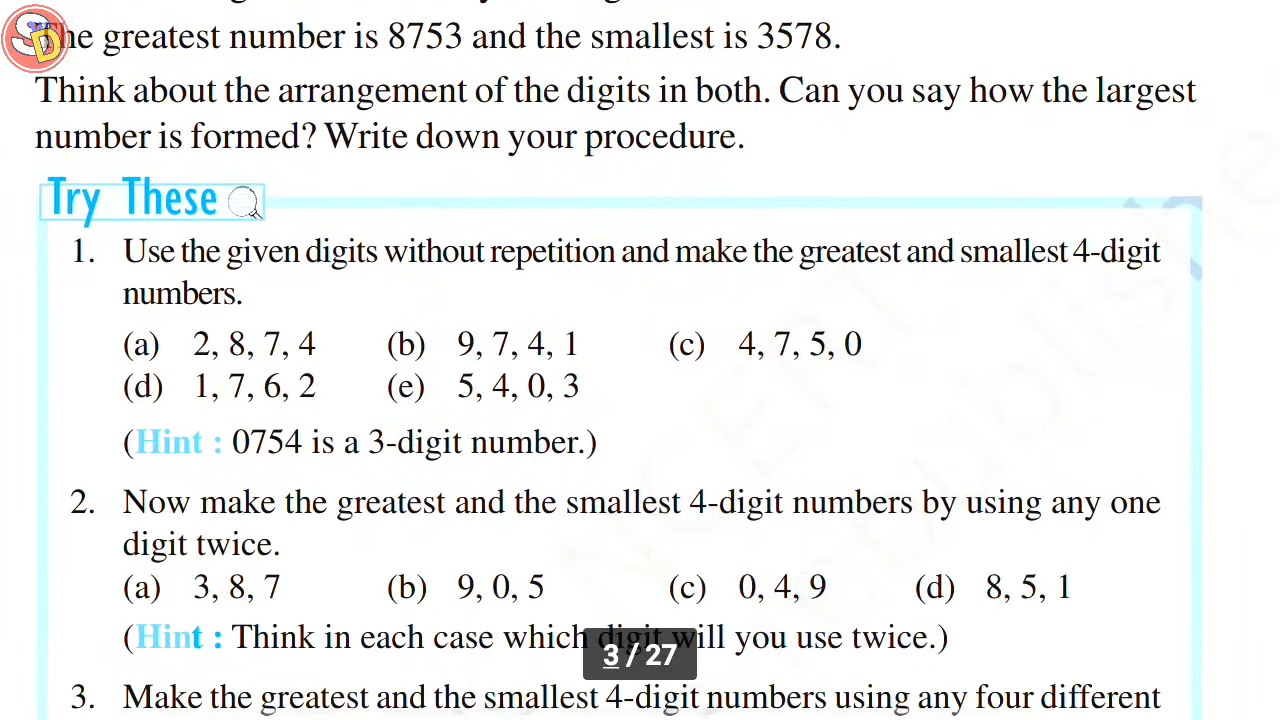 The greatest number is 8753 and the smallest is 3578.
Think about the arrangement of the digits in both. Can you say how the largest
number is formed? Write down your procedure.
Try These
1. Use the given digits without repetition and make the greatest and smallest 4-digit
numbers.
(a) 2, 8, 7, 4 (b) 9, 7, 4, 1 (c) 4, 7, 5, 0
(d) 1, 7, 6, 2 (e) 5, 4, 0, 3
(Hint : 0754 is a 3-digit number.)
2. Now make the greatest and the smallest 4-digit numbers by using any one
digit twice.
(a) 3, 8, 7 (b) 9, 0, 5 (c) 0, 4, 9 (d) 8, 5, 1
(Hint : Think in each case which digit will you use twice.)
3 / 27
3. Make the greatest and the smallest 4-digit numbers using any four different